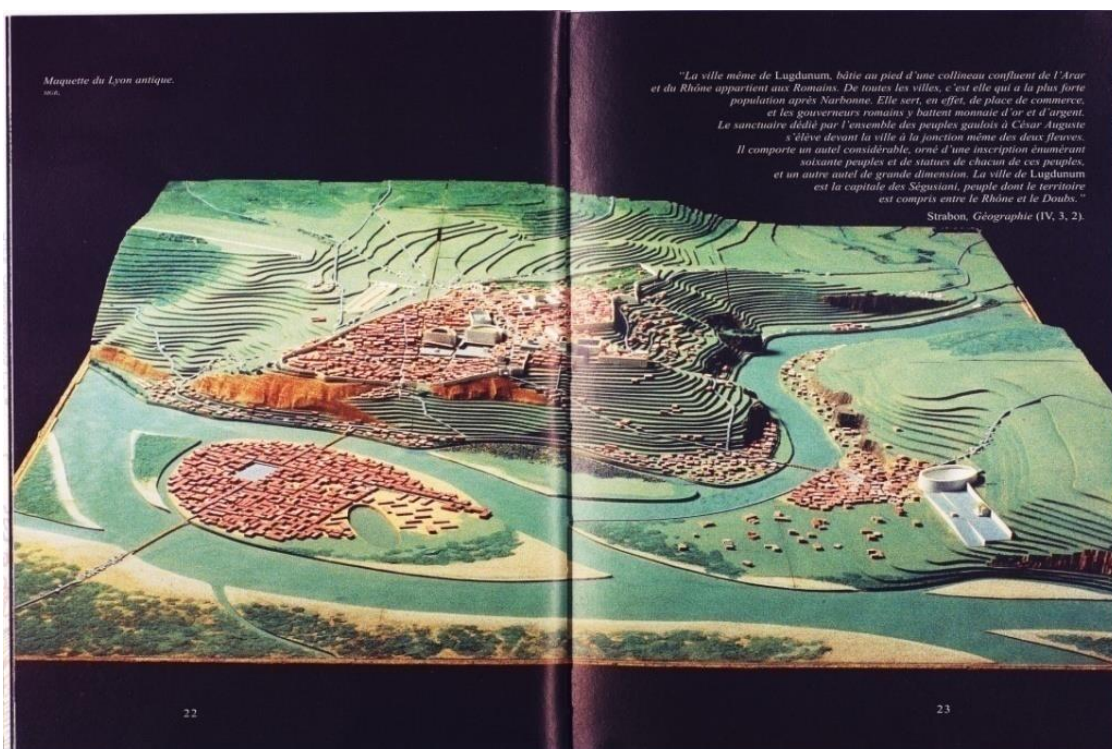 Maquette du Lyon antique.
MGR,
"La ville même de Lugdunum, bâtie au pied d'une collineau confluent de l'Arar
et du Rhône appartient aux Romains. De toutes les villes, c'est elle qui a la plus forte
population après Narbonne. Elle sert, en effet, de place de commerce,
et les gouverneurs romains y battent monnaie d'or et d'argent.
Le sanctuaire dédié par l'ensemble des peuples gaulois à César Auguste
s'élève devant la ville à la jonction même des deux fleuves.
Il comporte un autel considérable, orné d'une inscription énumérant
soixante peuples et de statues de chacun de ces peuples,
et un autre autel de grande dimension. La ville de Lugdunum
est la capitale des Ségusiani, peuple dont le territoire
est compris entre le Rhône et le Doubs."
Strabon, Géographie (IV, 3, 2).
22
23